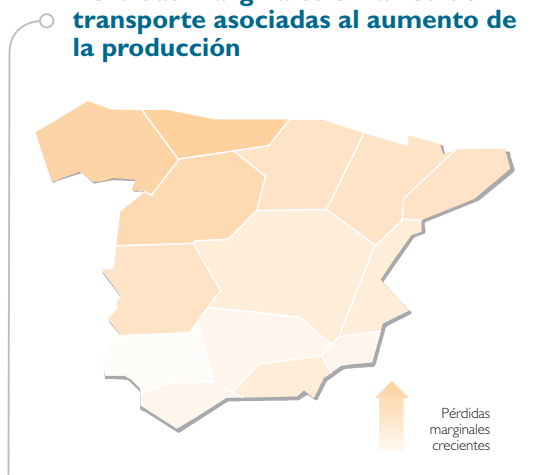 transporte asociadas al aumento de
la producción
Pérdidas
marginales
crecientes